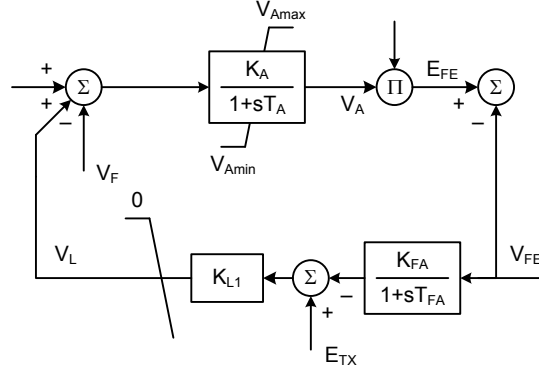 V_Amax
+
+
−
Σ
K_A
1+sT_A
V_A
Π
E_FE
+
−
Σ
V_Amin
V_F
0
V_L
K_L1
Σ
−
+
K_FA
1+sT_FA
V_FE
E_TX